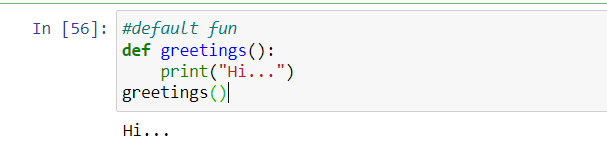 In [56]: #default fun
def greetings():
    print("Hi...")
greetings()
Hi...